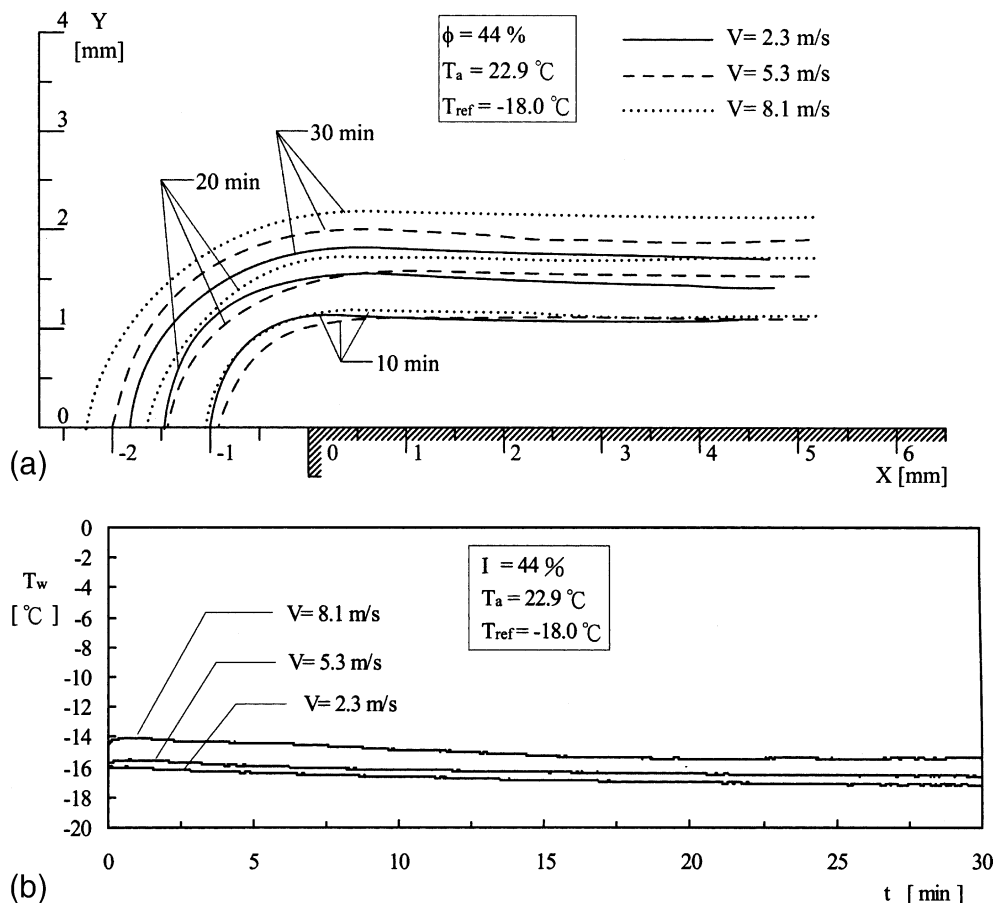 4
Y
[mm]
3
2
1
0
ϕ = 44 %
Ta = 22.9 ℃
Tref = -18.0 ℃
V= 2.3 m/s
V= 5.3 m/s
V= 8.1 m/s
30 min
20 min
10 min
-2 -1 0 1 2 3 4 5 6
X [mm]
(a)
0
-2
-4
-6
-8
-10
-12
-14
-16
-18
-20
Tw
[ ℃]
I = 44 %
Ta = 22.9 ℃
Tref = -18.0 ℃
V= 8.1 m/s
V= 5.3 m/s
V= 2.3 m/s
0 5 10 15 20 25 30
(b)
t [ min ]